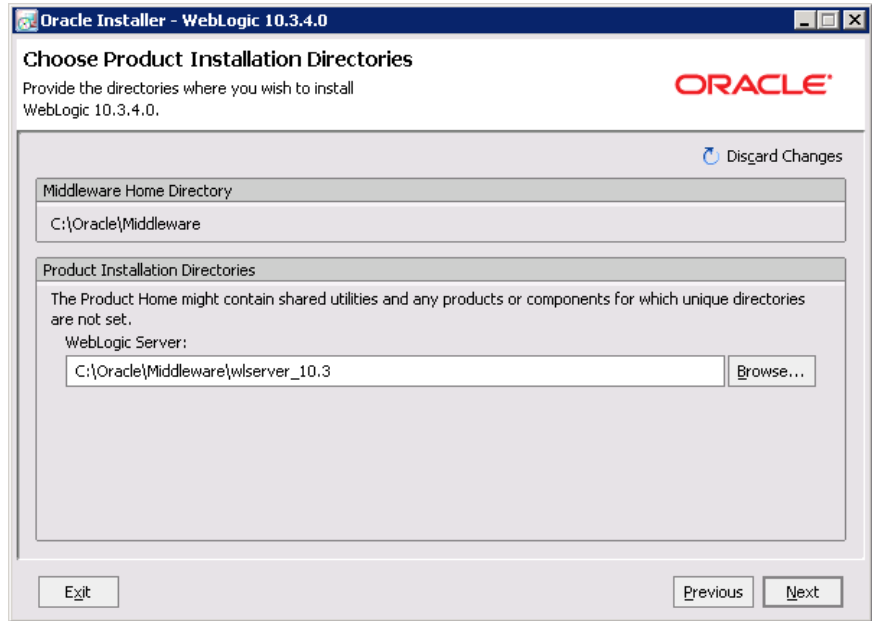 Oracle Installer - WebLogic 10.3.4.0
Choose Product Installation Directories
Provide the directories where you wish to install
WebLogic 10.3.4.0.
ORACLE
Discard Changes
Middleware Home Directory
C:\Oracle\Middleware
Product Installation Directories
The Product Home might contain shared utilities and any products or components for which unique directories
are not set.
WebLogic Server:
C:\Oracle\Middleware\wlserver_10.3
Browse...
Exit
Previous
Next